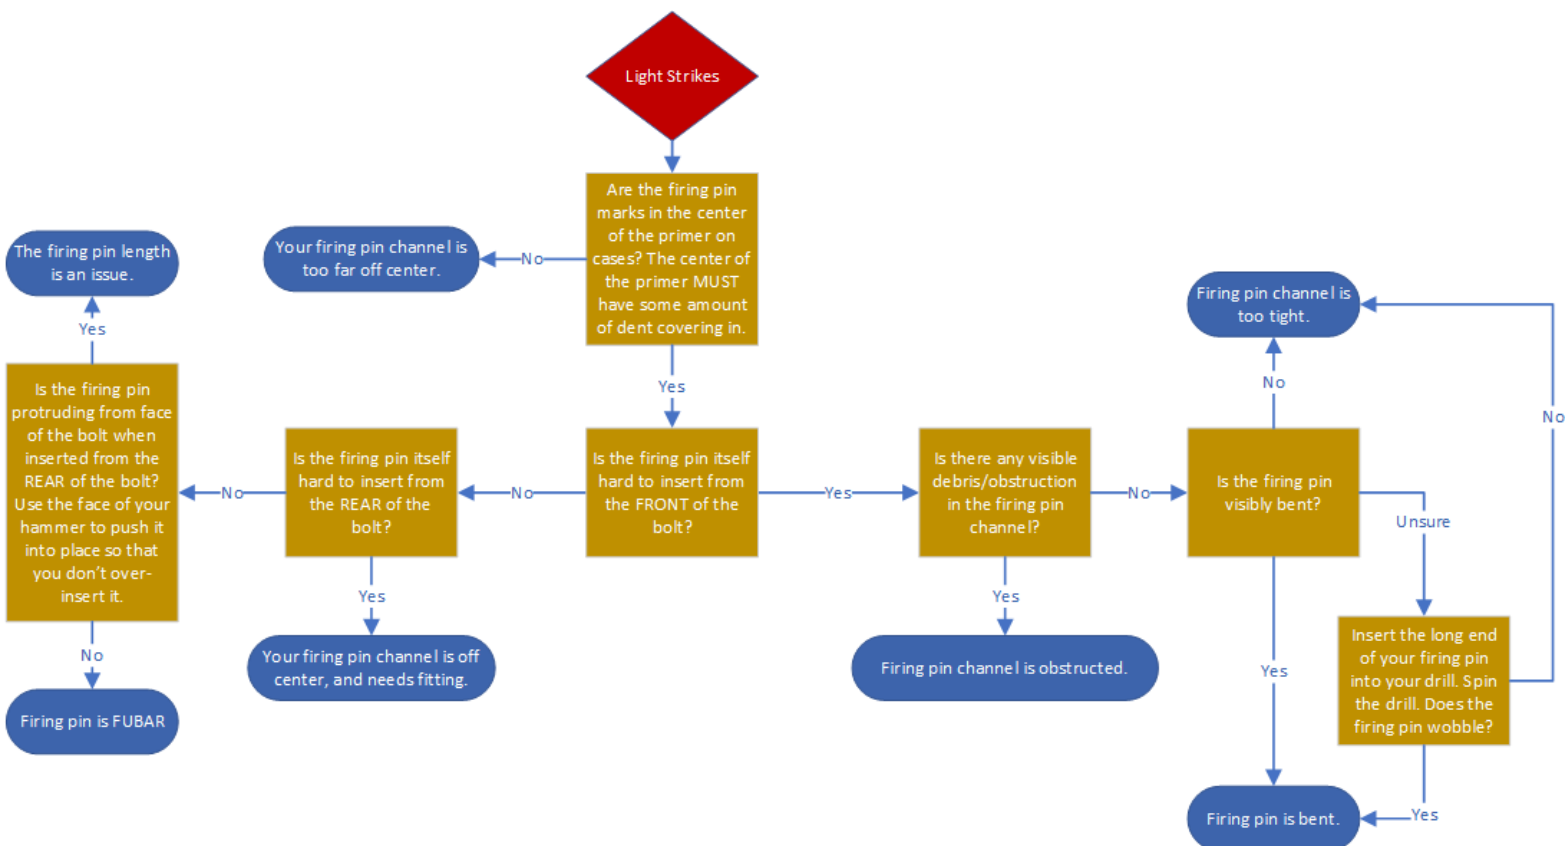 Light Strikes
Are the firing pin
marks in the center
of the primer on
cases? The center
of the primer MUST
have some amount
of dent covering in.
No
Your firing pin channel is
too far off center.
Yes
Is the firing pin itself
hard to insert from
the FRONT of the
bolt?
No
Is the firing pin itself
hard to insert from
the REAR of the
bolt?
Yes
Your firing pin channel is off
center, and needs fitting.
No
Is the firing pin
protruding from face
of the bolt when
inserted from the
REAR of the bolt?
Use the face of your
hammer to push it
into place so that
you don’t over-
insert it.
Yes
The firing pin length
is an issue.
No
Firing pin is FUBAR
Yes
Is there any visible
debris/obstruction
in the firing pin
channel?
Yes
Firing pin channel is obstructed.
No
Is the firing pin
visibly bent?
No
Firing pin channel is
too tight.
Unsure
Insert the long end
of your firing pin
into your drill. Spin
the drill. Does the
firing pin wobble?
No
Yes
Yes
Firing pin is bent.